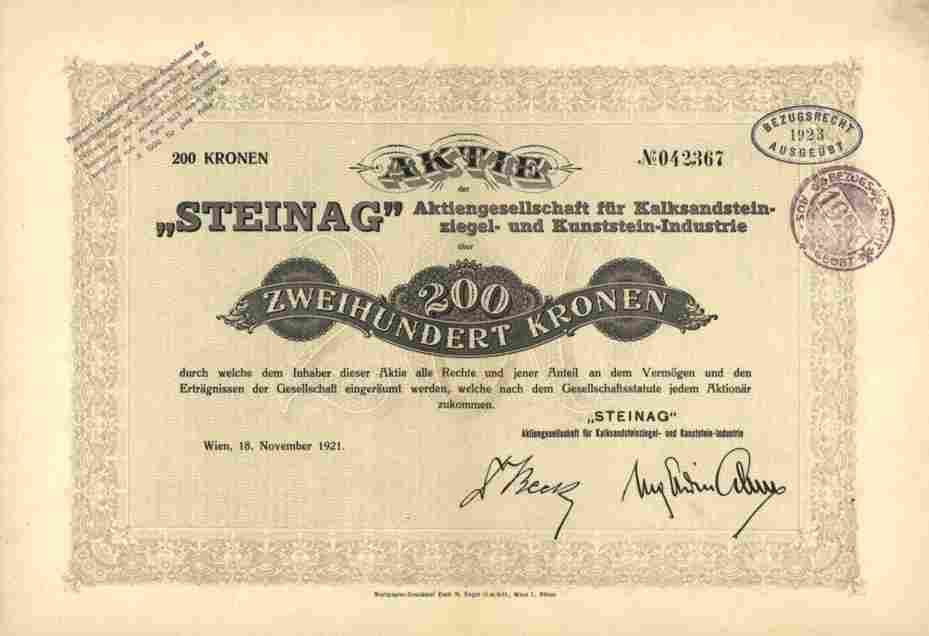 200 KRONEN
AKTIE
№ 042367
BEZUGSRECHT
1923
AUSGEÜBT
der
„STEINAG” Aktiengesellschaft für Kalksandstein-
ziegel- und Kunststein-Industrie
über
200
ZWEIHUNDERT KRONEN
durch welche dem Inhaber dieser Aktie alle Rechte und jener Anteil an dem Vermögen und den
Erträgnissen der Gesellschaft eingeräumt werden, welche nach dem Gesellschaftsstatute jedem Aktionär
zukommen.
„STEINAG“
Aktiengesellschaft für Kalksandsteinziegel- und Kunststein-Industrie
Wien, 18. November 1921.